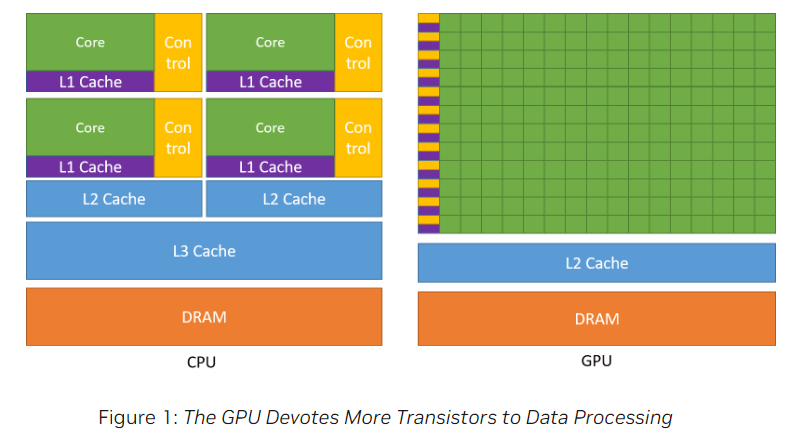 Core
Con
trol
Core
Con
trol
L1 Cache
L1 Cache
Core
Con
trol
Core
Con
trol
L1 Cache
L1 Cache
L2 Cache
L2 Cache
L3 Cache
DRAM
CPU
L2 Cache
DRAM
GPU
Figure 1: The GPU Devotes More Transistors to Data Processing